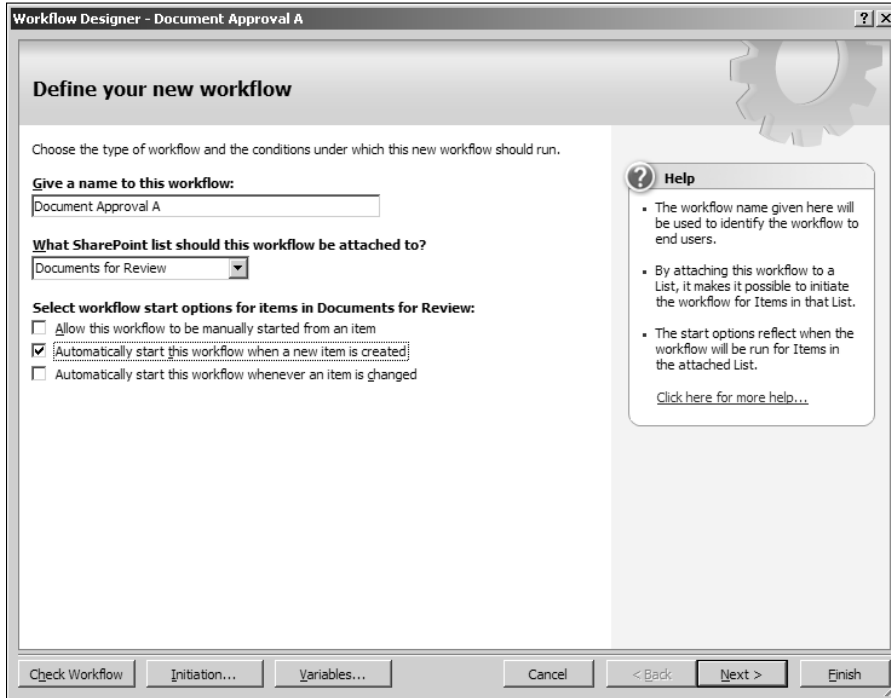 Workflow Designer - Document Approval A
Define your new workflow
Choose the type of workflow and the conditions under which this new workflow should run.
Give a name to this workflow:
Document Approval A
What SharePoint list should this workflow be attached to?
Documents for Review
Select workflow start options for items in Documents for Review:
Allow this workflow to be manually started from an item
Automatically start this workflow when a new item is created
Automatically start this workflow whenever an item is changed
Help
▪ The workflow name given here will
be used to identify the workflow to
end users.
▪ By attaching this workflow to a
List, it makes it possible to initiate
the workflow for Items in that List.
▪ The start options reflect when the
workflow will be run for Items in
the attached List.
Click here for more help...
Check Workflow
Initiation...
Variables...
Cancel
< Back
Next >
Finish